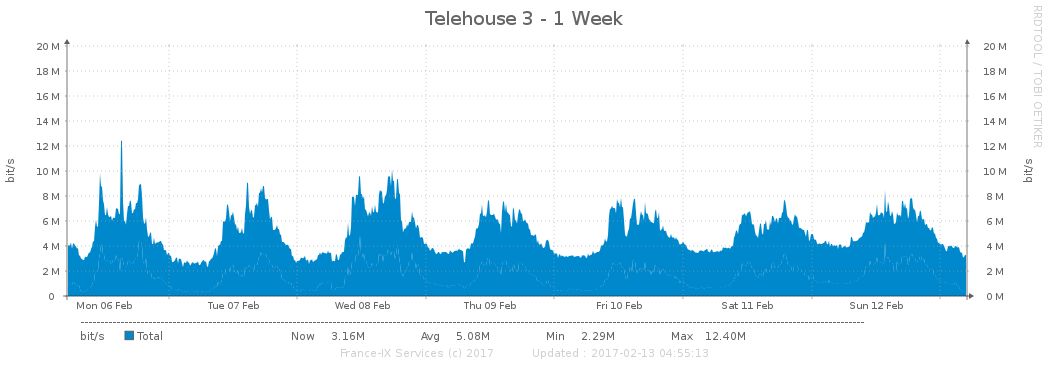 Telehouse 3 - 1 Week
RRDTOOL / TOBI OETIKER
bit/s
20 M 20 M
18 M 18 M
16 M 16 M
14 M 14 M
12 M 12 M
10 M 10 M
8 M 8 M
6 M 6 M
4 M 4 M
2 M 2 M
0 0 M
bit/s
Mon 06 Feb Tue 07 Feb Wed 08 Feb Thu 09 Feb Fri 10 Feb Sat 11 Feb Sun 12 Feb
bit/s Total Now 3.16M Avg 5.08M Min 2.29M Max 12.40M
France-IX Services (c) 2017 Updated : 2017-02-13 04:55:13